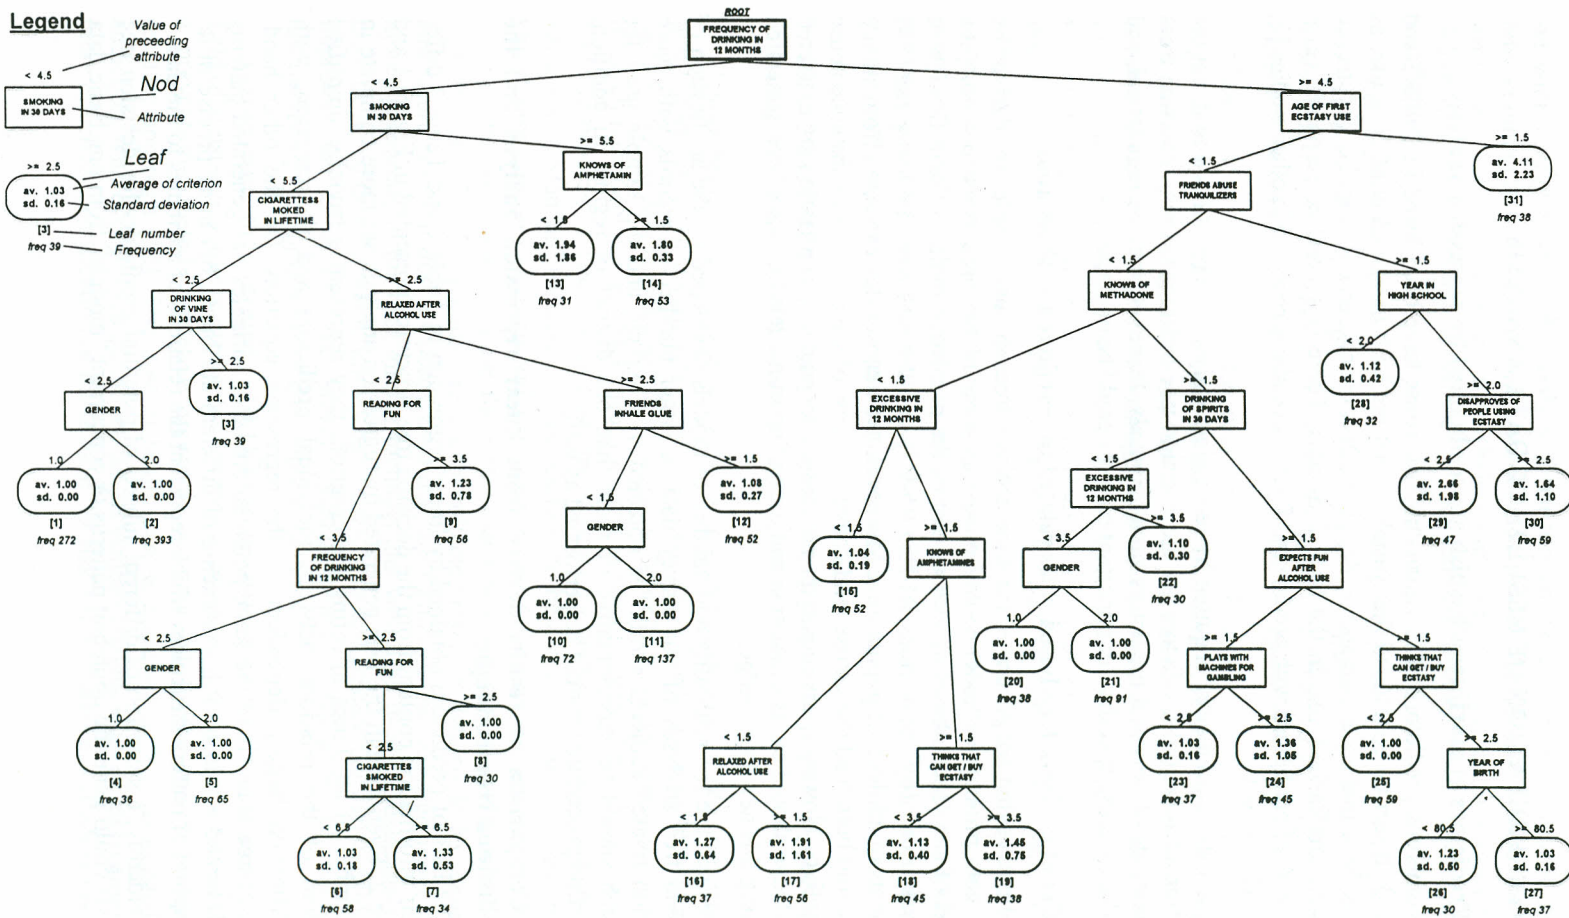 Legend
Value of
preceeding
attribute
< 4.5
Nod
SMOKING
IN 30 DAYS
Attribute
>= 2.5
Leaf
av. 1.03
sd. 0.16
Average of criterion
Standard deviation
[3]
Leaf number
freq 39
Frequency
ROOT
FREQUENCY OF
DRINKING IN
12 MONTHS
< 4.5
SMOKING
IN 30 DAYS
>= 4.5
AGE OF FIRST
ECSTASY USE
< 5.5
CIGARETTESS
MOKED
IN LIFETIME
>= 5.5
KNOWS OF
AMPHETAMIN
< 1.5
av. 1.94
sd. 1.86
[13]
freq 31
>= 1.5
av. 1.80
sd. 0.33
[14]
freq 53
< 1.5
FRIENDS ABUSE
TRANQUILIZERS
>= 1.5
av. 4.11
sd. 2.23
[31]
freq 38
< 2.5
DRINKING
OF VINE
IN 30 DAYS
>= 2.5
RELAXED AFTER
ALCOHOL USE
< 2.5
GENDER
>= 2.5
av. 1.03
sd. 0.16
[3]
freq 39
1.0
av. 1.00
sd. 0.00
[1]
freq 272
2.0
av. 1.00
sd. 0.00
[2]
freq 393
< 2.5
READING FOR
FUN
>= 2.5
FRIENDS
INHALE GLUE
>= 3.5
av. 1.23
sd. 0.78
[9]
freq 56
< 1.5
GENDER
>= 1.5
av. 1.08
sd. 0.27
[12]
freq 52
1.0
av. 1.00
sd. 0.00
[10]
freq 72
2.0
av. 1.00
sd. 0.00
[11]
freq 137
< 3.5
FREQUENCY
OF DRINKING
IN 12 MONTHS
< 2.5
GENDER
>= 2.5
READING FOR
FUN
1.0
av. 1.00
sd. 0.00
[4]
freq 36
2.0
av. 1.00
sd. 0.00
[5]
freq 65
>= 2.5
av. 1.00
sd. 0.00
[8]
freq 30
< 2.5
CIGARETTES
SMOKED
IN LIFETIME
< 6.5
av. 1.03
sd. 0.18
[6]
freq 58
>= 6.5
av. 1.33
sd. 0.53
[7]
freq 34
< 1.5
KNOWS OF
METHADONE
>= 1.5
YEAR IN
HIGH SCHOOL
< 2.0
av. 1.12
sd. 0.42
[28]
freq 32
>= 2.0
DISAPPROVES OF
PEOPLE USING
ECSTASY
< 2.5
av. 2.66
sd. 1.98
[29]
freq 47
>= 2.5
av. 1.64
sd. 1.10
[30]
freq 59
< 1.5
EXCESSIVE
DRINKING IN
12 MONTHS
>= 1.5
DRINKING
OF SPIRITS
IN 30 DAYS
< 1.5
av. 1.04
sd. 0.19
[15]
freq 52
>= 1.5
KNOWS OF
AMPHETAMINES
< 1.5
RELAXED AFTER
ALCOHOL USE
>= 1.5
THINKS THAT
CAN GET / BUY
ECSTASY
< 1.5
av. 1.27
sd. 0.64
[16]
freq 37
>= 1.5
av. 1.91
sd. 1.61
[17]
freq 56
< 3.5
av. 1.13
sd. 0.40
[18]
freq 45
>= 3.5
av. 1.45
sd. 0.75
[19]
freq 38
< 1.5
EXCESSIVE
DRINKING IN
12 MONTHS
< 3.5
GENDER
>= 3.5
av. 1.10
sd. 0.30
[22]
freq 30
1.0
av. 1.00
sd. 0.00
[20]
freq 38
2.0
av. 1.00
sd. 0.00
[21]
freq 91
>= 1.5
EXPECTS FUN
AFTER
ALCOHOL USE
>= 1.5
PLAYS WITH
MACHINES FOR
GAMBLING
>= 1.5
THINKS THAT
CAN GET / BUY
ECSTASY
< 2.5
av. 1.03
sd. 0.16
[23]
freq 37
>= 2.5
av. 1.36
sd. 1.05
[24]
freq 45
< 2.5
av. 1.00
sd. 0.00
[25]
freq 59
>= 2.5
YEAR OF
BIRTH
< 80.5
av. 1.23
sd. 0.50
[26]
freq 30
>= 80.5
av. 1.03
sd. 0.16
[27]
freq 37